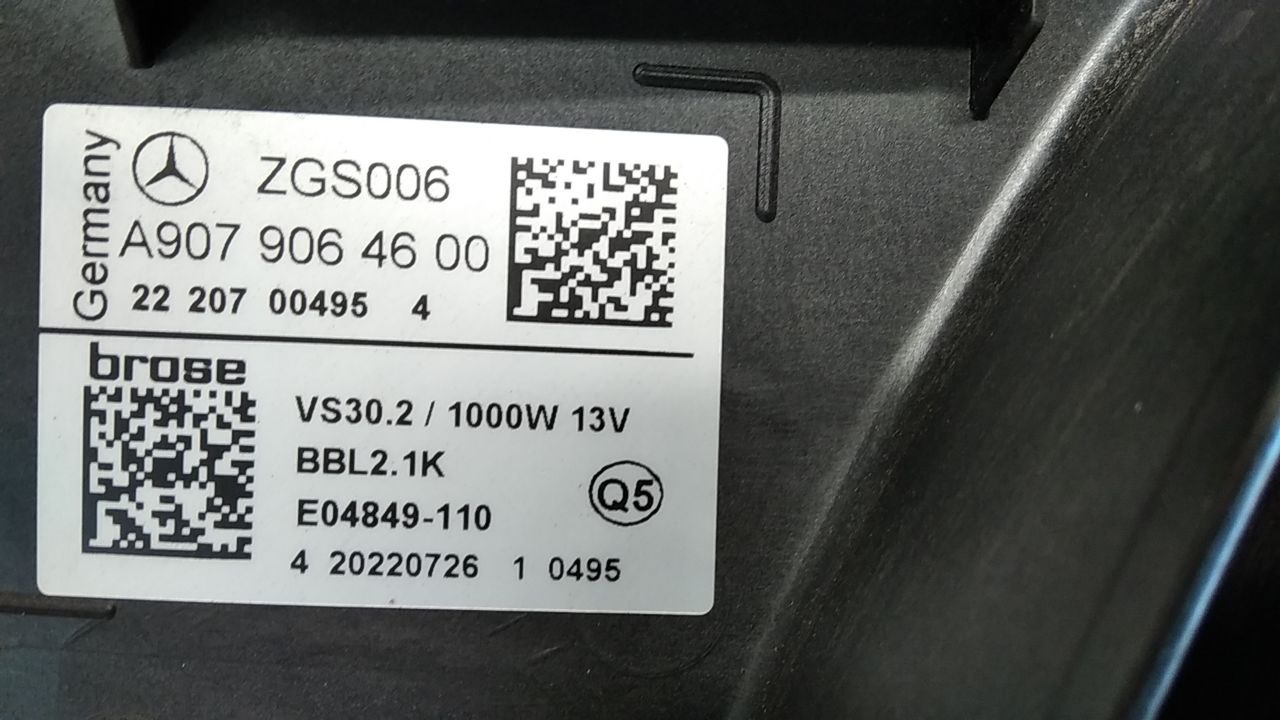 Germany
ZGS006
A907 906 46 00
22 207 00495 4
brose
VS30.2 / 1000W 13V
BBL2.1K
E04849-110
Q5
4 20220726 1 0495